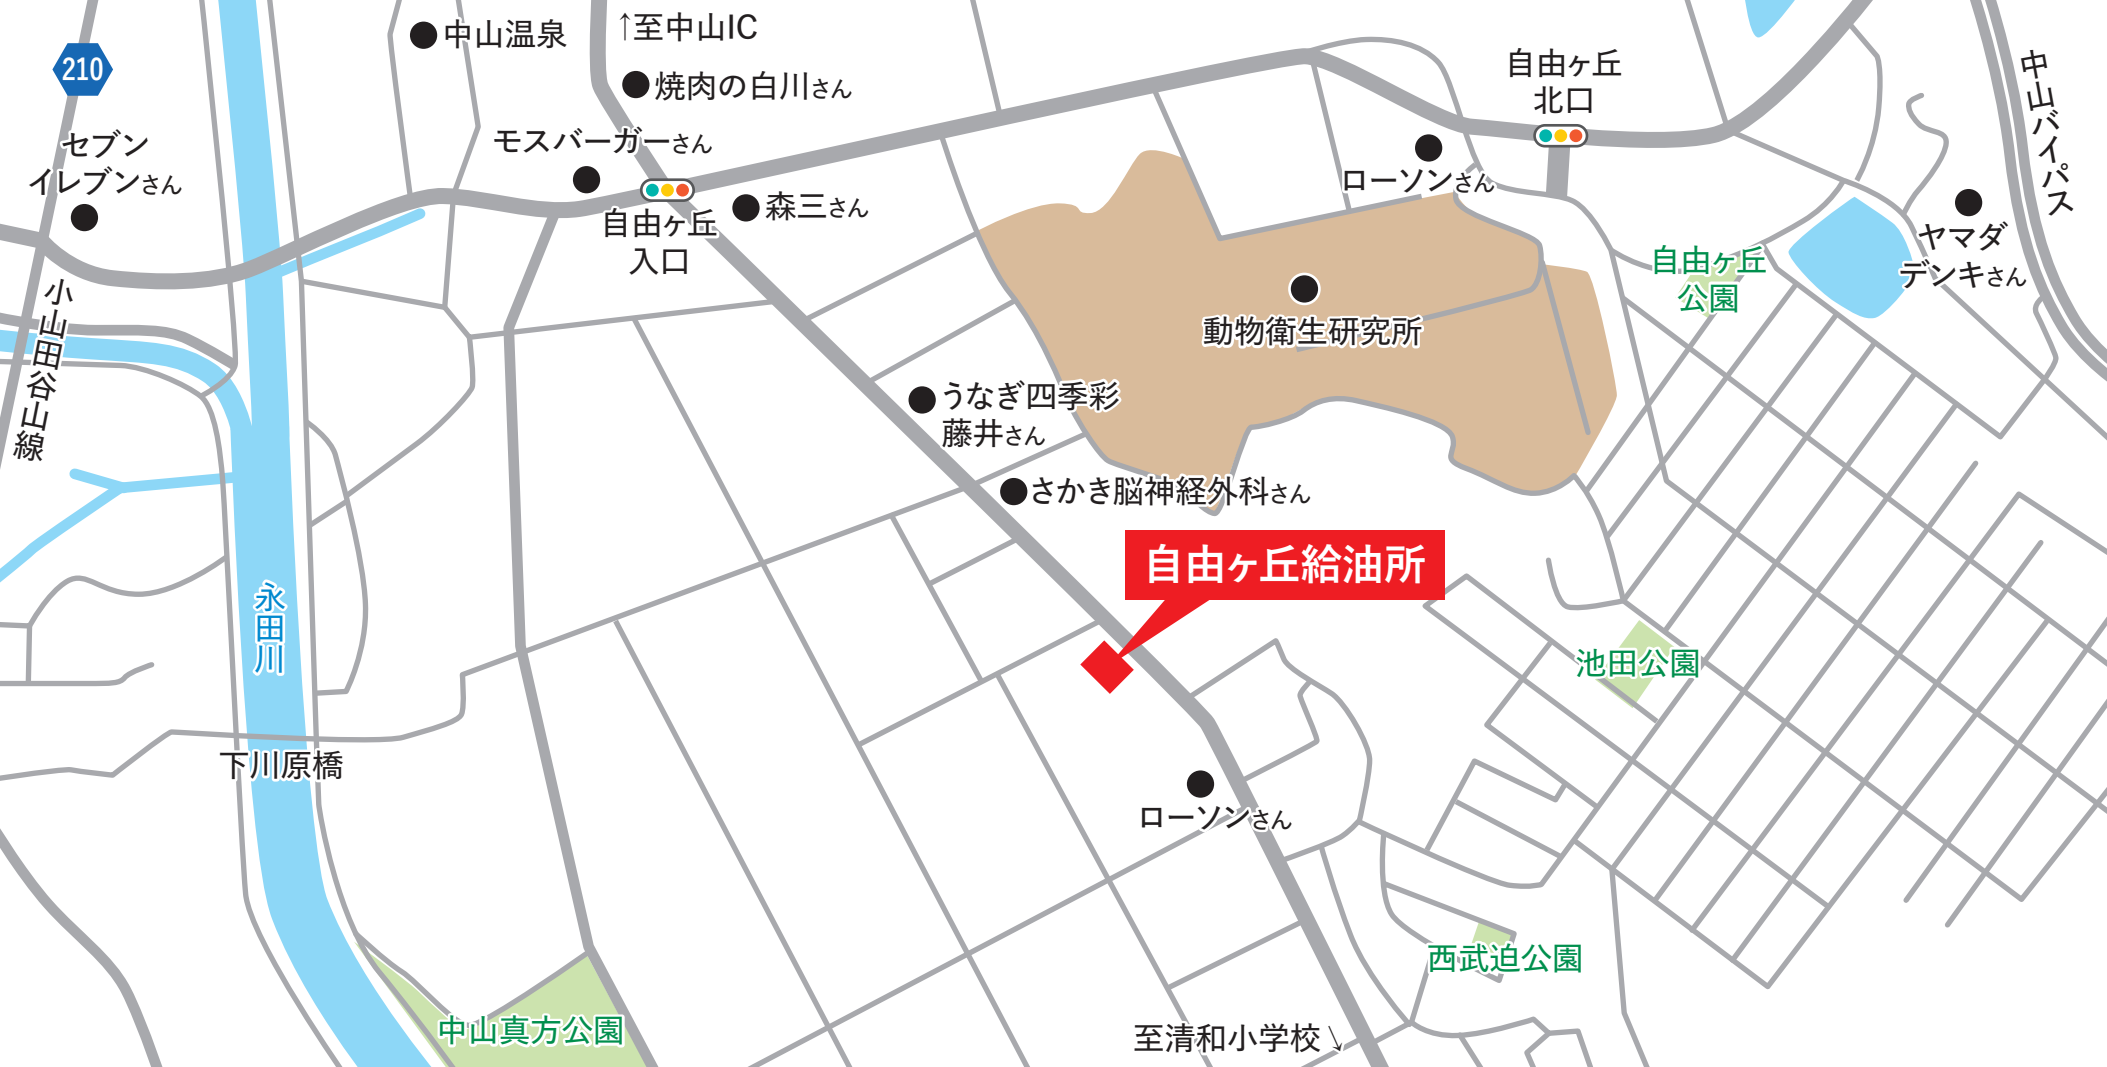 中山温泉
↑至中山IC
焼肉の白川さん
210
セブン
イレブンさん
モスバーガーさん
自由ヶ丘
入口
森三さん
自由ヶ丘
北口
ローソンさん
中山バイパス
ヤマダ
デンキさん
自由ヶ丘
公園
小山田谷山線
動物衛生研究所
うなぎ四季彩
藤井さん
さかき脳神経外科さん
自由ヶ丘給油所
永田川
池田公園
下川原橋
ローソンさん
西武迫公園
中山真方公園
至清和小学校↓